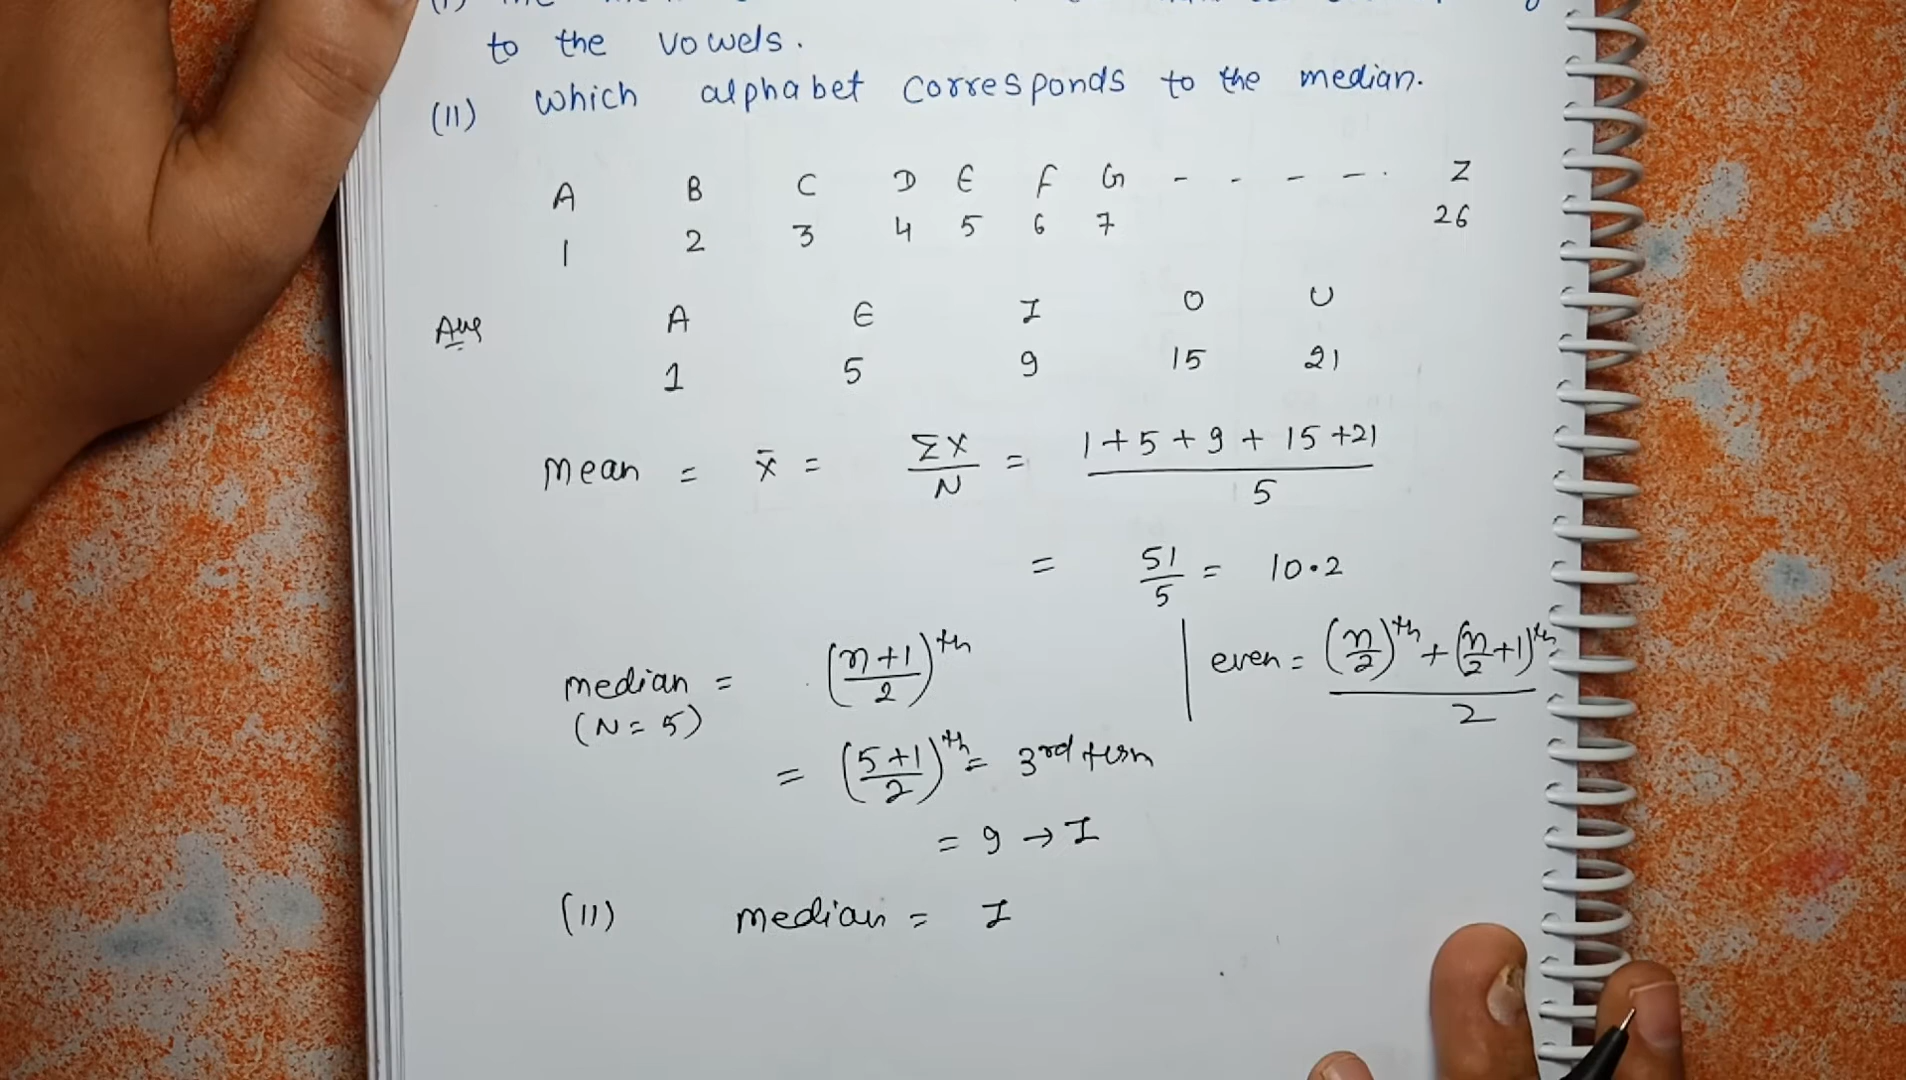 to the vowels.
(II) Which alphabet corresponds to the median.
A B C D E F G - - - - . Z
1 2 3 4 5 6 7 26
Ans A E I O U
1 5 9 15 21
Mean = x̄ = ΣX/N = (1+5+9+15+21)/5
= 51/5 = 10.2
median = ((n+1)/2)th | even = ((n/2)th + (n/2+1)th)/2
(N = 5)
= ((5+1)/2)th = 3rd term
= 9 → I
(II) median = I